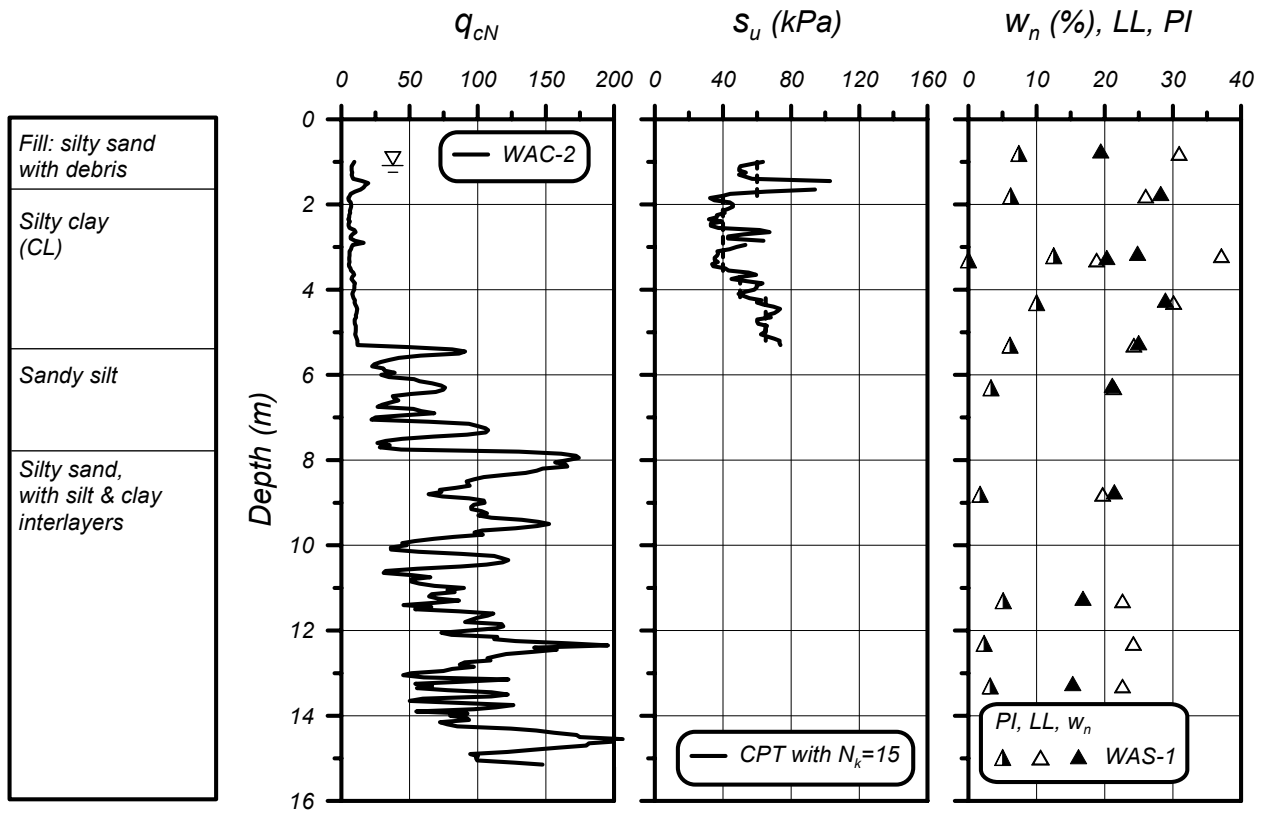 q_cN
s_u (kPa)
w_n (%), LL, PI
0 50 100 150 200
0 40 80 120 160
0 10 20 30 40
Fill: silty sand
with debris
Silty clay
(CL)
Sandy silt
Silty sand,
with silt & clay
interlayers
Depth (m)
0
2
4
6
8
10
12
14
16
WAC-2
CPT with N_k=15
PI, LL, w_n
WAS-1